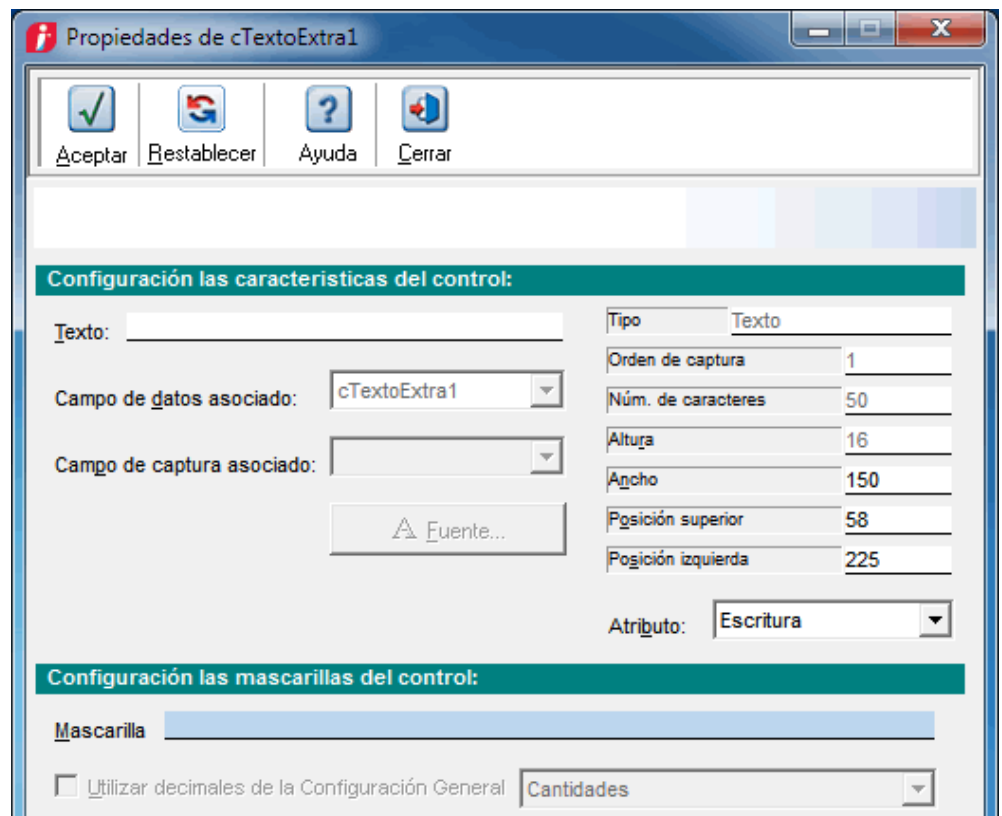 Propiedades de cTextoExtra1
Aceptar Restablecer Ayuda Cerrar
Configuración las caracteristicas del control:
Texto:
Tipo Texto
Orden de captura 1
Campo de datos asociado: cTextoExtra1
Núm. de caracteres 50
Altura 16
Campo de captura asociado:
Ancho 150
A Fuente...
Posición superior 58
Posición izquierda 225
Atributo: Escritura
Configuración las mascarillas del control:
Mascarilla
Utilizar decimales de la Configuración General Cantidades